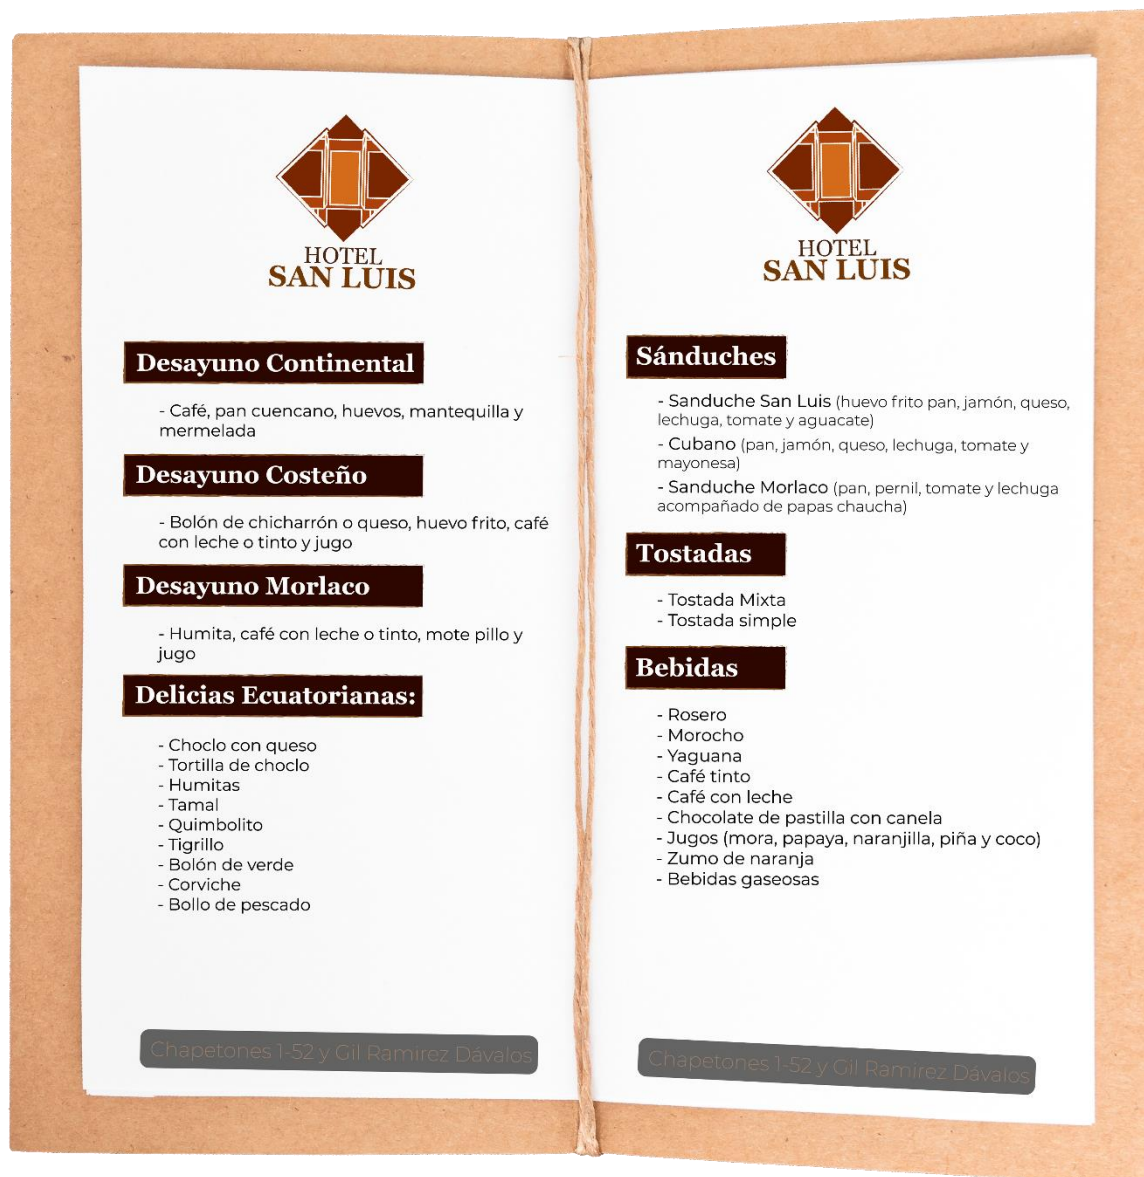 HOTEL
SAN LUIS
Desayuno Continental
- Café, pan cuencano, huevos, mantequilla y
mermelada
Desayuno Costeño
- Bolón de chicharrón o queso, huevo frito, café
con leche o tinto y jugo
Desayuno Morlaco
- Humita, café con leche o tinto, mote pillo y
jugo
Delicias Ecuatorianas:
- Choclo con queso
- Tortilla de choclo
- Humitas
- Tamal
- Quimbolito
- Tigrillo
- Bolón de verde
- Corviche
- Bollo de pescado
Chapetones 1-52 y Gil Ramirez Dávalos
HOTEL
SAN LUIS
Sánduches
- Sanduche San Luis (huevo frito pan, jamón, queso,
lechuga, tomate y aguacate)
- Cubano (pan, jamón, queso, lechuga, tomate y
mayonesa)
- Sanduche Morlaco (pan, pernil, tomate y lechuga
acompañado de papas chaucha)
Tostadas
- Tostada Mixta
- Tostada simple
Bebidas
- Rosero
- Morocho
- Yaguana
- Café tinto
- Café con leche
- Chocolate de pastilla con canela
- Jugos (mora, papaya, naranjilla, piña y coco)
- Zumo de naranja
- Bebidas gaseosas
Chapetones 1-52 y Gil Ramirez Dávalos